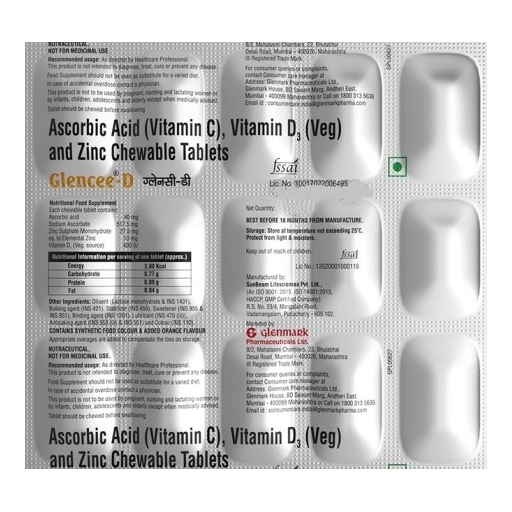 NUTRACEUTICAL.
NOT FOR MEDICINAL USE.
Recommended usage: As directed by Healthcare Professional.
This product is not intended to diagnose, treat, cure or prevent any disease.
Food Supplement should not be used as substitute for a varied diet.
In case of accidental overdose contact a physician.
This product is not to be used by pregnant, nursing and lactating women or
by infants, children, adolescents and elderly except when medically advised.
Tablet should be chewed before swallowing.
B/2, Mahalaxmi Chambers, 22, Bhulabhai
Desai Road, Mumbai – 400026, Maharashtra
® Registered Trade Mark
For consumer queries or complaints,
contact Consumer care manager at
Address: Glenmark Pharmaceuticals Ltd.,
Glenmark House, BD Sawant Marg, Andheri East,
Mumbai - 400099 Maharashtra or Call on 1800 313 5636
Email id : consumercare.india@glenmarkpharma.com
GPL09627
Ascorbic Acid (Vitamin C), Vitamin D3 (Veg)
and Zinc Chewable Tablets
Glencee®-D ग्लेनसी-डी
fssai
Lic. No. 10017022006495
Nutritional Food Supplement
Each chewable tablet contains:
Ascorbic acid 40 mg
Sodium Ascorbate 517.5 mg
Zinc Sulphate Monohydrate 27.5 mg
eq. to Elemental Zinc 10 mg
Vitamin D3 (Veg. source) 400 IU
Nutritional Information per serving of one tablet (approx.)
Energy 3.80 Kcal
Carbohydrate 0.77 g
Protein 0.09 g
Fat 0.04 g
Other Ingredients: Diluent (Lactose monohydrate & INS 1401),
Bulking agent (INS 421), Stabilizer (INS 459), Sweetener (INS 955
& INS 951), Binding agent (INS 1201), Lubricant (INS 470 (iii)),
Anticaking agent (INS 553 (iii) & INS 551) and Colour (INS 110).
CONTAINS SYNTHETIC FOOD COLOUR & ADDED ORANGE FLAVOUR
Appropriate overages are added to compensate the loss on storage.
Net Quantity:
BEST BEFORE 18 MONTHS FROM MANUFACTURE.
Storage: Store at temperature not exceeding 25°C.
Protect from light & moisture.
Keep out of reach of children.
fssai
Lic No.: 13520001000118
Manufactured by:
SunBeam Lifesciences Pvt. Ltd.,
(An ISO 9001: 2015, ISO 14001:2015,
HACCP, GMP Certified Company)
R.S. No. 23/4, Mangalam Road,
Vadamangalam, Puducherry - 605 102.
Marketed by:
glenmark
Pharmaceuticals Ltd.
B/2, Mahalaxmi Chambers, 22, Bhulabhai
Desai Road, Mumbai – 400026, Maharashtra
® Registered Trade Mark
For consumer queries or complaints,
contact Consumer care manager at
Address: Glenmark Pharmaceuticals Ltd.,
Glenmark House, BD Sawant Marg, Andheri East,
Mumbai - 400099 Maharashtra or Call on 1800 313 5636
Email id : consumercare.india@glenmarkpharma.com
GPL09627
NUTRACEUTICAL.
NOT FOR MEDICINAL USE.
Recommended usage: As directed by Healthcare Professional.
This product is not intended to diagnose, treat, cure or prevent any disease.
Food Supplement should not be used as substitute for a varied diet.
In case of accidental overdose contact a physician.
This product is not to be used by pregnant, nursing and lactating women or
by infants, children, adolescents and elderly except when medically advised.
Tablet should be chewed before swallowing.
Ascorbic Acid (Vitamin C), Vitamin D3 (Veg)
and Zinc Chewable Tablets
fssai